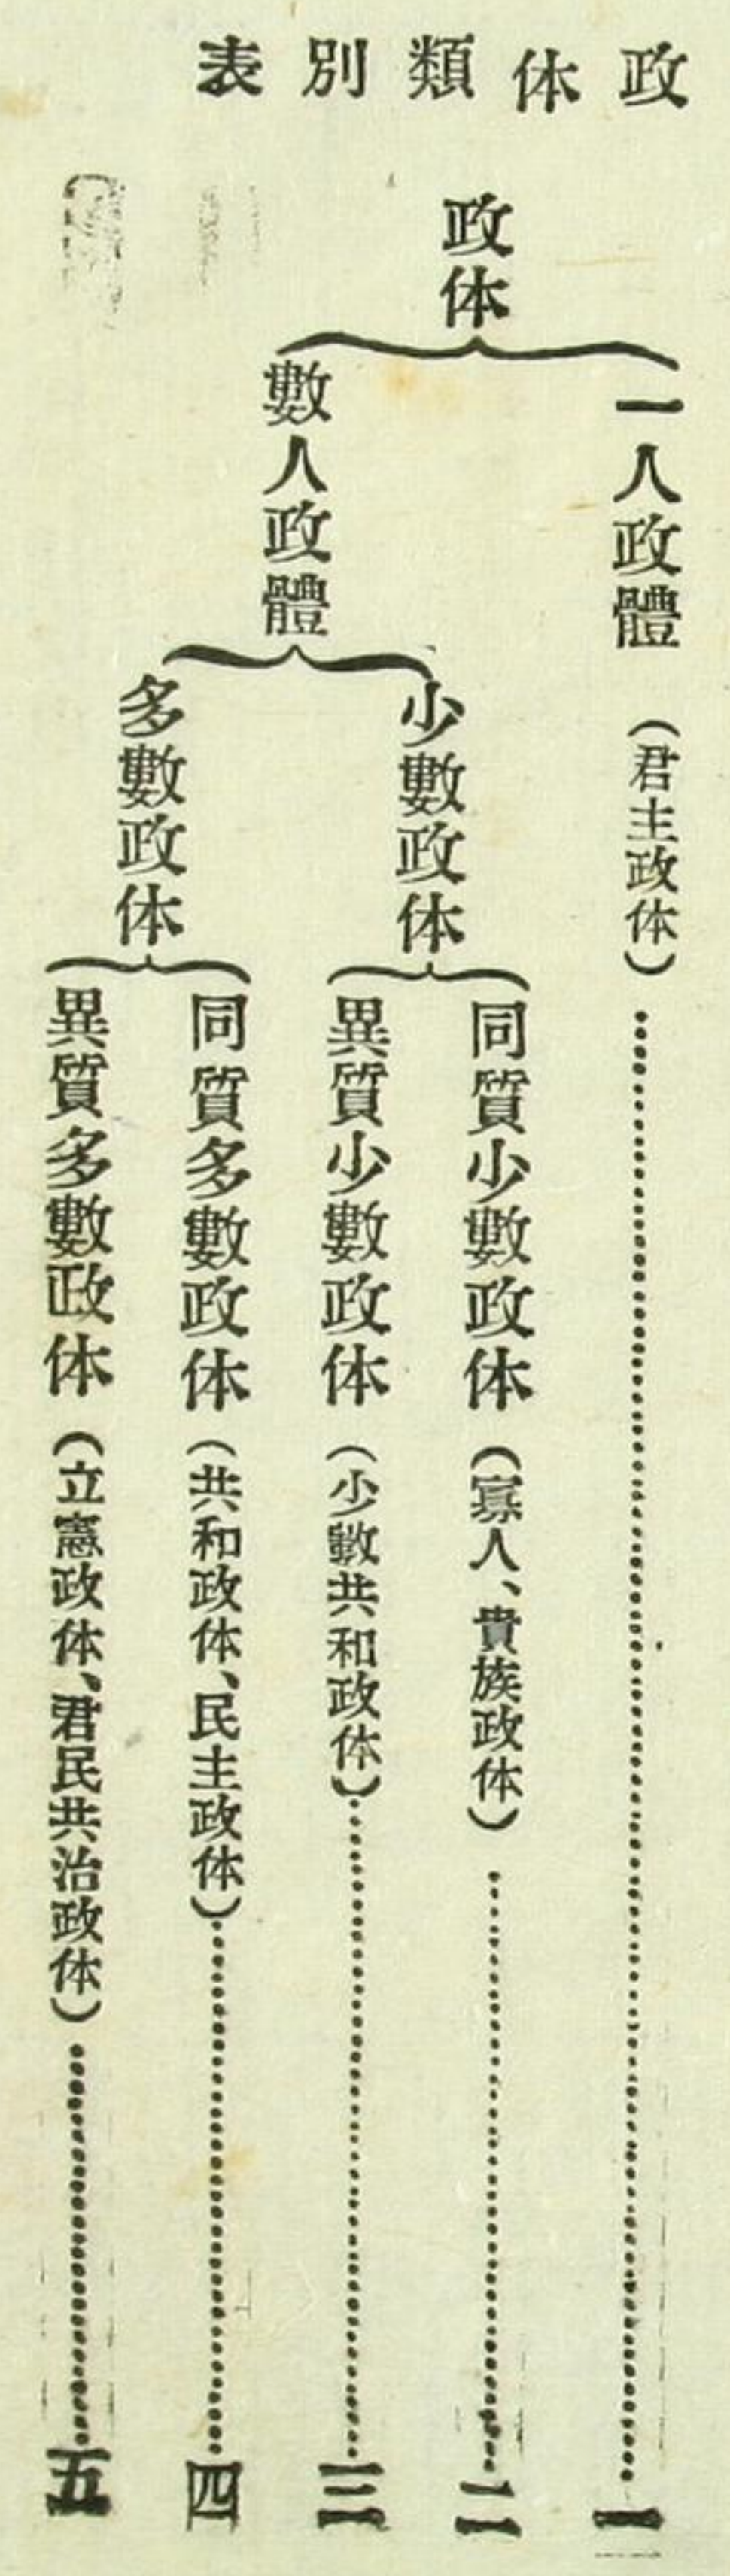 政体類別表
政体
一人政體（君主政体）‥‥‥一
數人政體
少數政体
同質少數政体（寡人、貴族政体）‥‥‥二
異質少數政体（少數共和政体）‥‥‥三
多數政体
同質多數政体（共和政体、民主政体）‥‥‥四
異質多數政体（立憲政体、君民共治政体）‥‥‥五